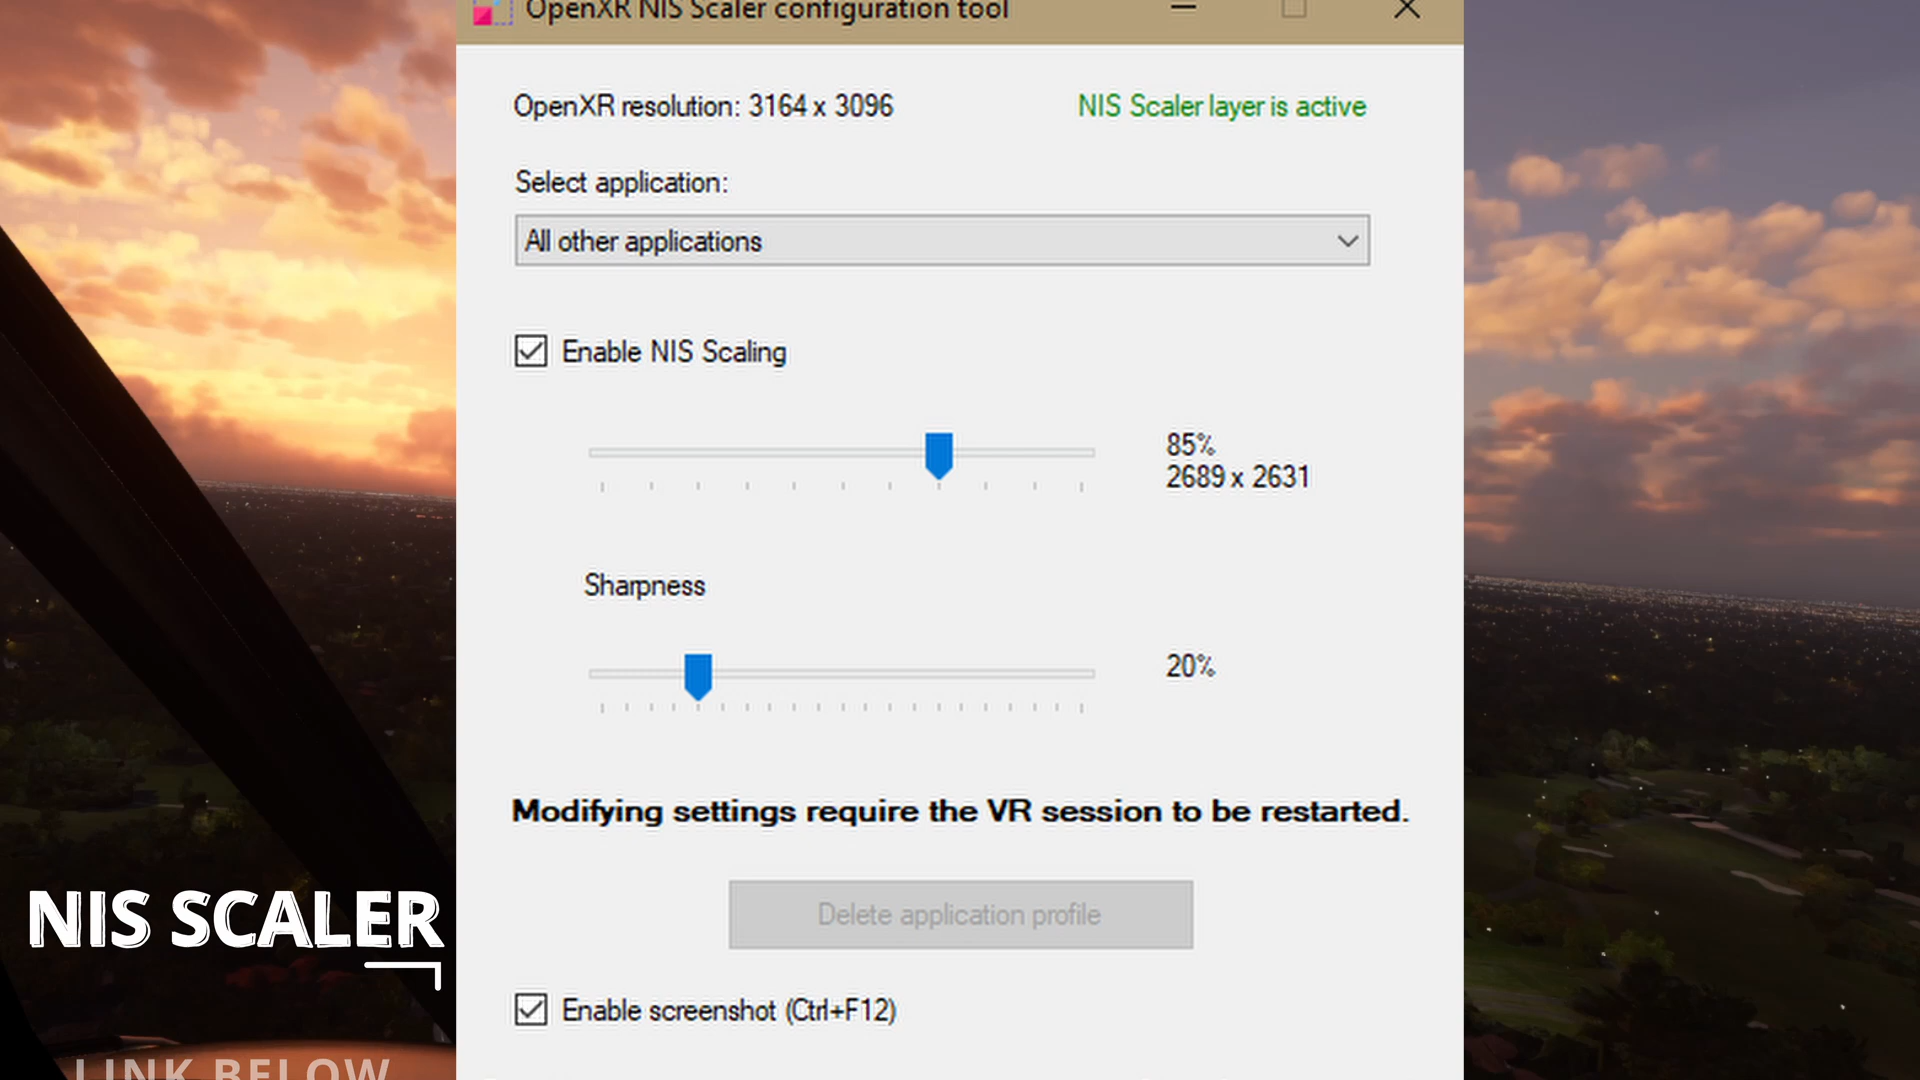 OpenXR NIS Scaler configuration tool
OpenXR resolution: 3164 x 3096
NIS Scaler layer is active
Select application:
All other applications
Enable NIS Scaling
85%
2689 x 2631
Sharpness
20%
Modifying settings require the VR session to be restarted.
Delete application profile
Enable screenshot (Ctrl+F12)
NIS SCALER
LINK BELOW